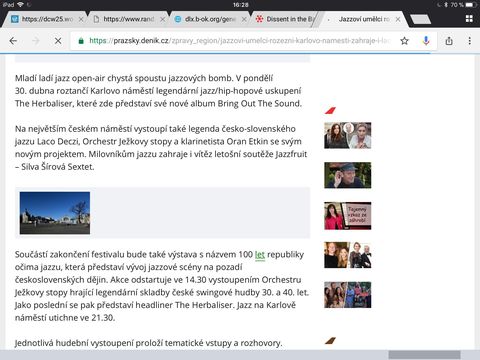 iPad
16:28
70 %
https://dcw25.wo
https://www.rand
dlx.b-ok.org/gene
Dissent in the B
Jazzoví umělci ro
https://prazsky.denik.cz/zpravy_region/jazzovi-umelci-rozezni-karlovo-namesti-zahraje-i-lac
Mladí ladí jazz open-air chystá spoustu jazzových bomb. V pondělí
30. dubna roztančí Karlovo náměstí legendární jazz/hip-hopové uskupení
The Herbaliser, které zde představí své nové album Bring Out The Sound.
Na největším českém náměstí vystoupí také legenda česko-slovenského
jazzu Laco Deczi, Orchestr Ježkovy stopy a klarinetista Oran Etkin se svým
novým projektem. Milovníkům jazzu zahraje i vítěz letošní soutěže Jazzfruit
– Silva Šírová Sextet.
Tajemný
vzkaz ze
záhrobí
Součástí zakončení festivalu bude také výstava s názvem 100 let republiky
očima jazzu, která představí vývoj jazzové scény na pozadí
československých dějin. Akce odstartuje ve 14.30 vystoupením Orchestru
Ježkovy stopy hrající legendární skladby české swingové hudby 30. a 40. let.
Jako poslední se pak představí headliner The Herbaliser. Jazz na Karlově
náměstí utichne ve 21.30.
Jednotlivá hudební vystoupení proloží tematické vstupy a rozhovory.